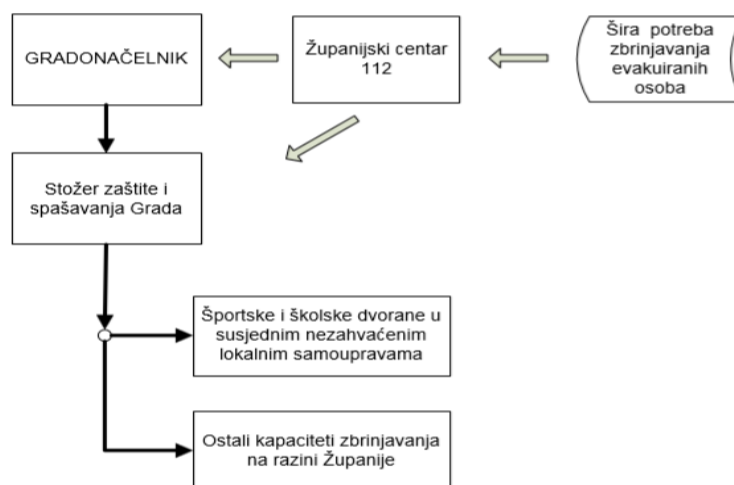 GRADONAČELNIK
Županijski centar
112
Šira potreba
zbrinjavanja
evakuiranih
osoba
Stožer zaštite i
spašavanja Grada
Športske i školske dvorane u
susjednim nezahvaćenim
lokalnim samoupravama
Ostali kapaciteti zbrinjavanja
na razini Županije